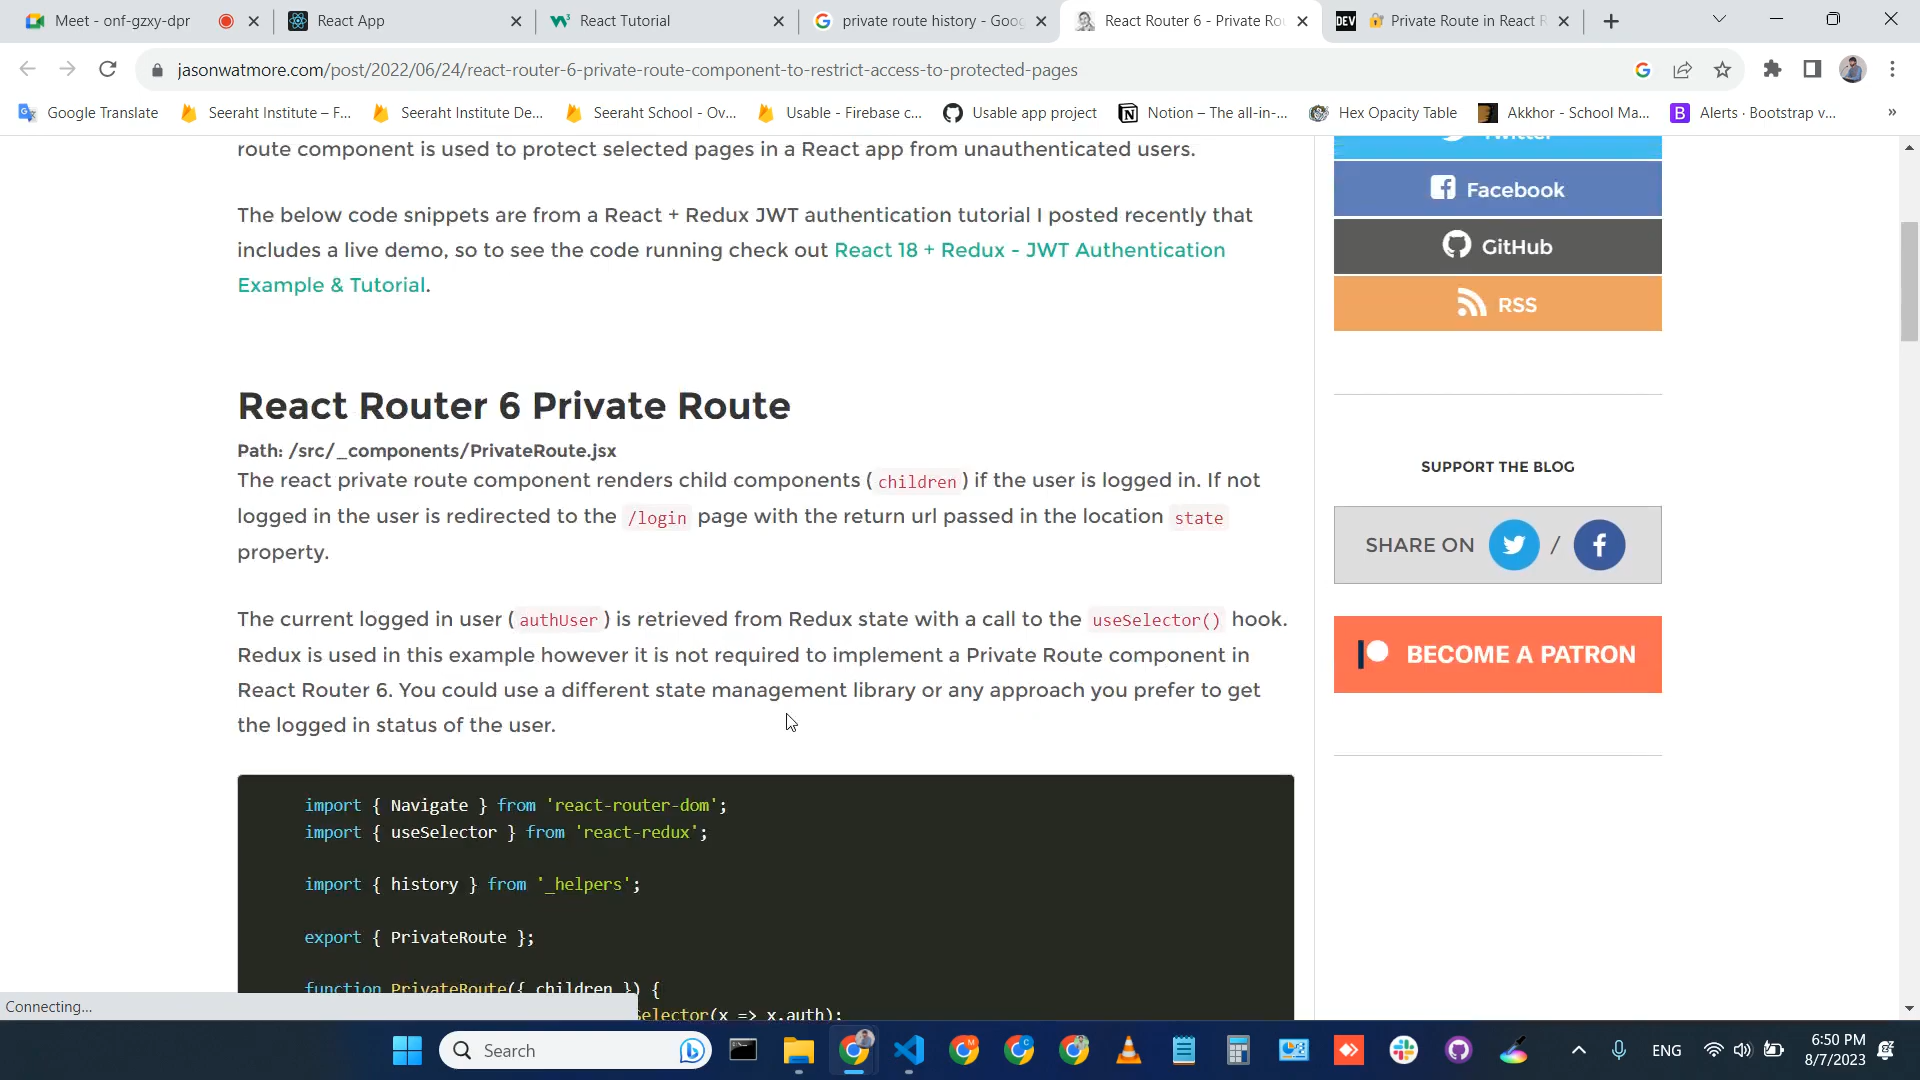 Meet - onf-gzxy-dpr
React App
React Tutorial
private route history - Goo
React Router 6 - Private Ro
DEV
Private Route in React R
jasonwatmore.com/post/2022/06/24/react-router-6-private-route-component-to-restrict-access-to-protected-pages
Google Translate
Seeraht Institute – F...
Seeraht Institute De...
Seeraht School - Ov...
Usable - Firebase c...
Usable app project
Notion – The all-in-...
Hex Opacity Table
Akkhor - School Ma...
B
Alerts · Bootstrap v...
»
route component is used to protect selected pages in a React app from unauthenticated users.
The below code snippets are from a React + Redux JWT authentication tutorial I posted recently that
includes a live demo, so to see the code running check out React 18 + Redux - JWT Authentication
Example & Tutorial.
React Router 6 Private Route
Path: /src/_components/PrivateRoute.jsx
The react private route component renders child components ( children ) if the user is logged in. If not
logged in the user is redirected to the /login page with the return url passed in the location state
property.
The current logged in user ( authUser ) is retrieved from Redux state with a call to the useSelector() hook.
Redux is used in this example however it is not required to implement a Private Route component in
React Router 6. You could use a different state management library or any approach you prefer to get
the logged in status of the user.
import { Navigate } from 'react-router-dom';
import { useSelector } from 'react-redux';
import { history } from '_helpers';
export { PrivateRoute };
function PrivateRoute({ children }) {
Selector(x => x.auth);
Twitter
Facebook
GitHub
RSS
SUPPORT THE BLOG
SHARE ON
/
BECOME A PATRON
Connecting...
Search
ENG
6:50 PM
8/7/2023